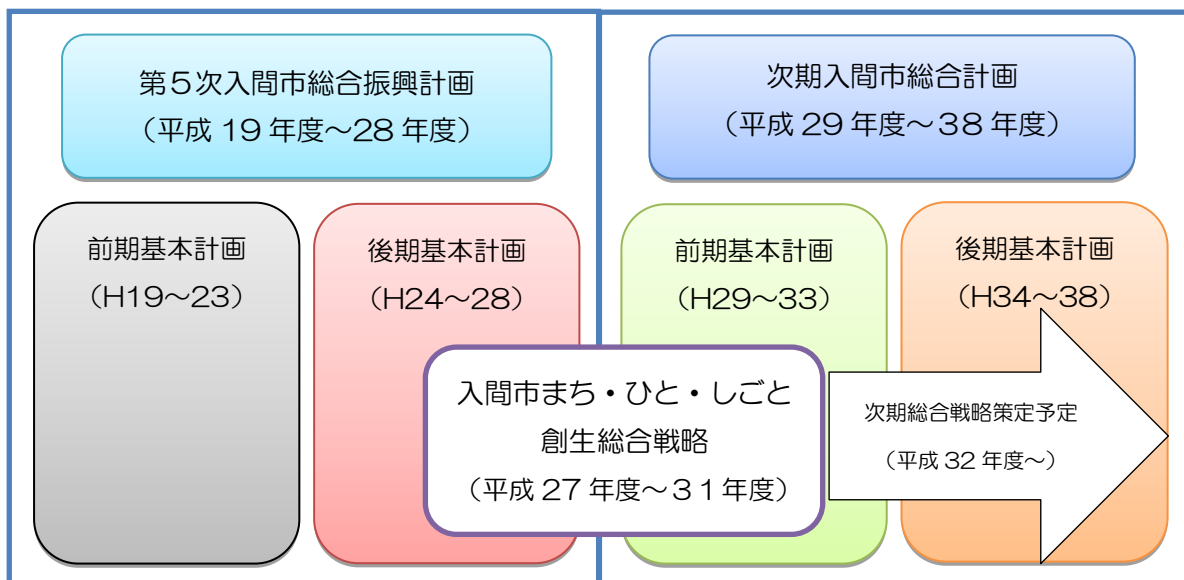 第５次入間市総合振興計画
（平成 19 年度～28 年度）
次期入間市総合計画
（平成 29 年度～38 年度）
前期基本計画
（H19～23）
後期基本計画
（H24～28）
前期基本計画
（H29～33）
後期基本計画
（H34～38）
入間市まち・ひと・しごと
創生総合戦略
（平成 27 年度～３１年度）
次期総合戦略策定予定
（平成 32 年度～）